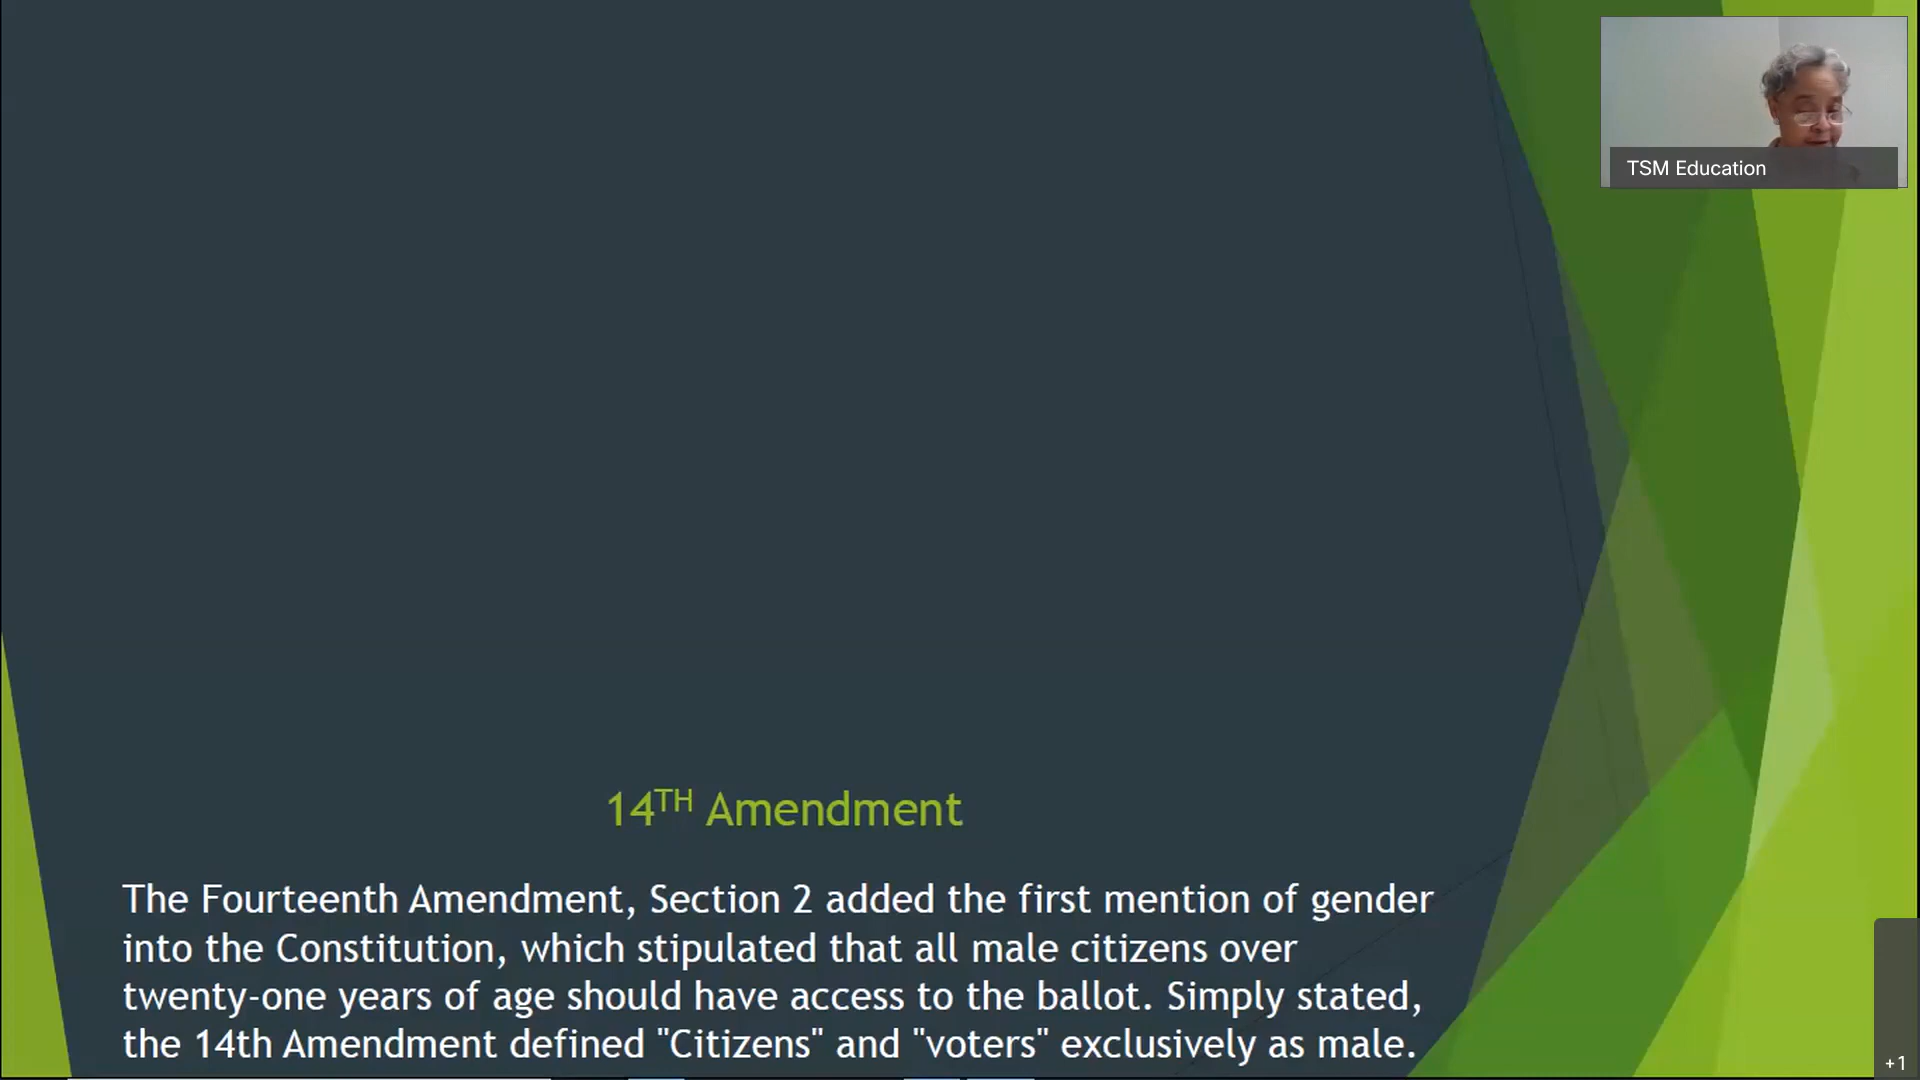 TSM Education
14TH Amendment
The Fourteenth Amendment, Section 2 added the first mention of gender
into the Constitution, which stipulated that all male citizens over
twenty-one years of age should have access to the ballot. Simply stated,
the 14th Amendment defined "Citizens" and "voters" exclusively as male.
+1